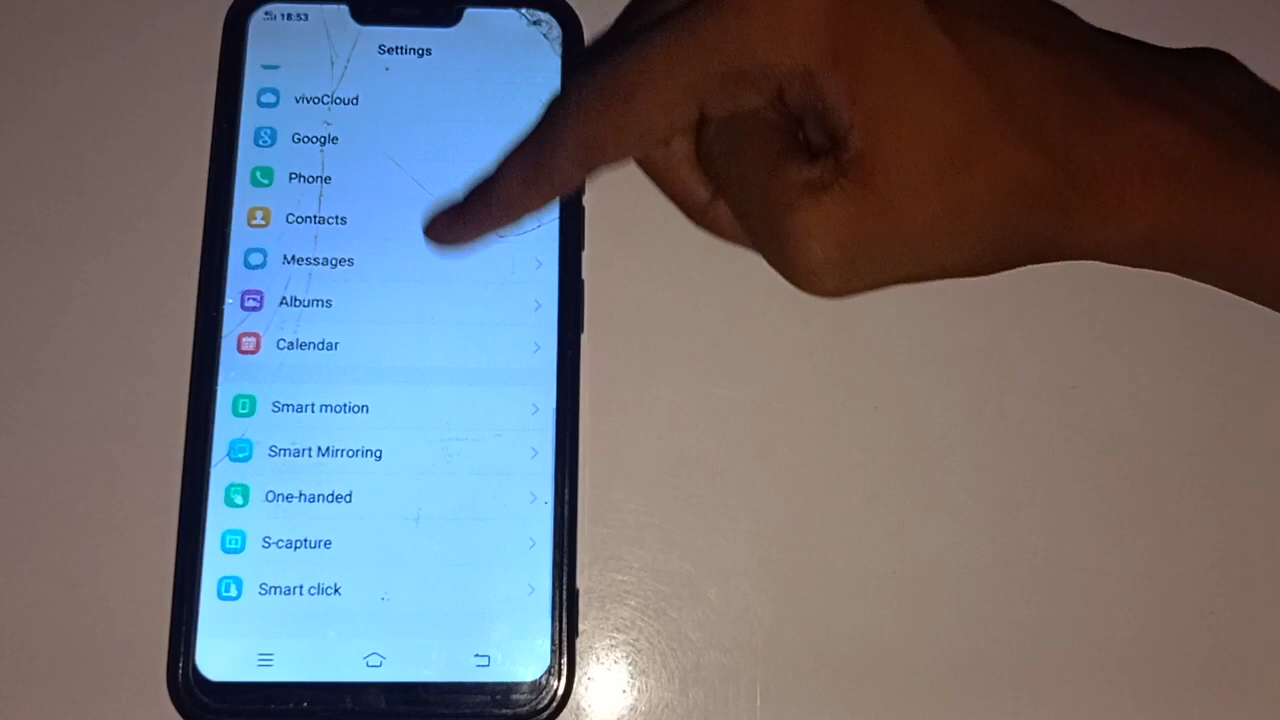 4G 18:53
Settings
vivoCloud
Google
Phone
Contacts
Messages
Albums
Calendar
Smart motion
Smart Mirroring
One-handed
S-capture
Smart click